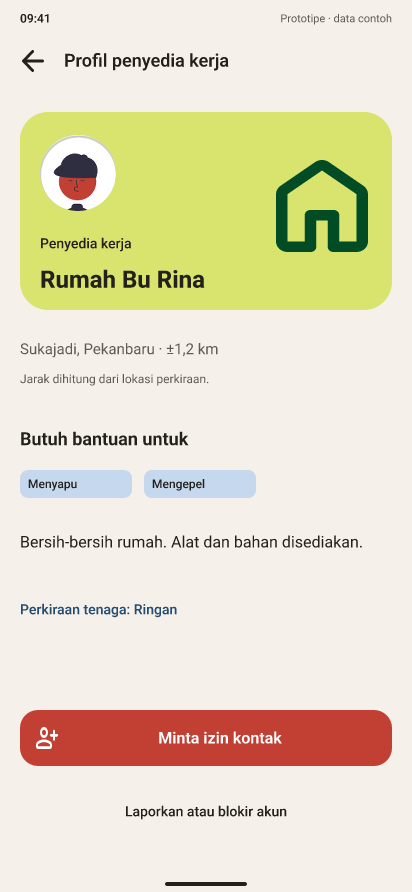 09:41
Prototipe · data contoh
Profil penyedia kerja
Penyedia kerja
Rumah Bu Rina
Sukajadi, Pekanbaru · ±1,2 km
Jarak dihitung dari lokasi perkiraan.
Butuh bantuan untuk
Menyapu
Mengepel
Bersih-bersih rumah. Alat dan bahan disediakan.
Perkiraan tenaga: Ringan
Minta izin kontak
Laporkan atau blokir akun